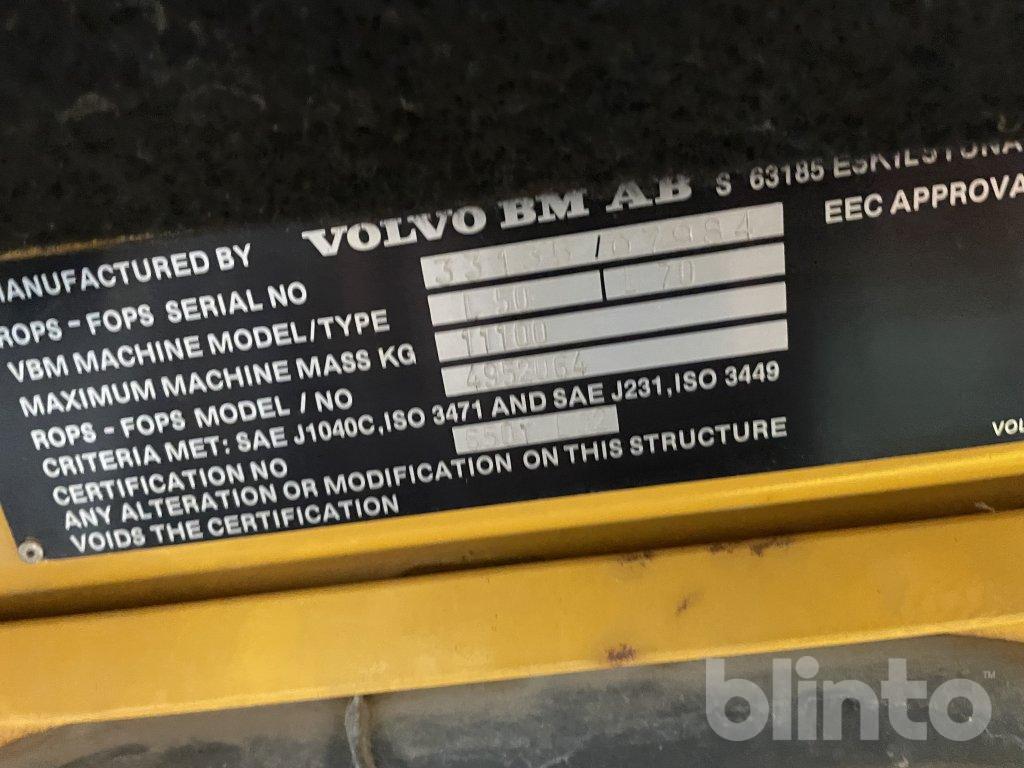 MANUFACTURED BY VOLVO BM AB S 63185 ESKILSTUNA
EEC APPROVA
ROPS - FOPS SERIAL NO
VBM MACHINE MODEL/TYPE L 50 L 70
MAXIMUM MACHINE MASS KG 11100
ROPS - FOPS MODEL / NO 4952064
CRITERIA MET: SAE J1040C, ISO 3471 AND SAE J231, ISO 3449
CERTIFICATION NO
ANY ALTERATION OR MODIFICATION ON THIS STRUCTURE
VOIDS THE CERTIFICATION
VOL
blinto™